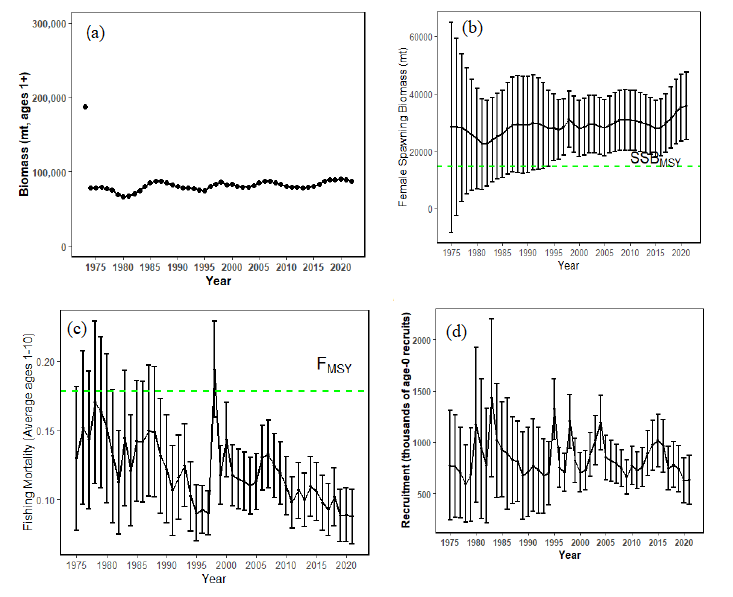 (a)
Biomass (mt, ages 1+)
300,000
200,000
100,000
0
1975 1980 1985 1990 1995 2000 2005 2010 2015 2020
Year
(b)
Female Spawning Biomass (mt)
60000
40000
20000
0
SSBMSY
1975 1980 1985 1990 1995 2000 2005 2010 2015 2020
Year
(c)
Fishing Mortality (Average ages 1-10)
0.20
0.15
0.10
FMSY
1975 1980 1985 1990 1995 2000 2005 2010 2015 2020
Year
(d)
Recruitment (thousands of age-0 recruits)
2000
1500
1000
500
1975 1980 1985 1990 1995 2000 2005 2010 2015 2020
Year